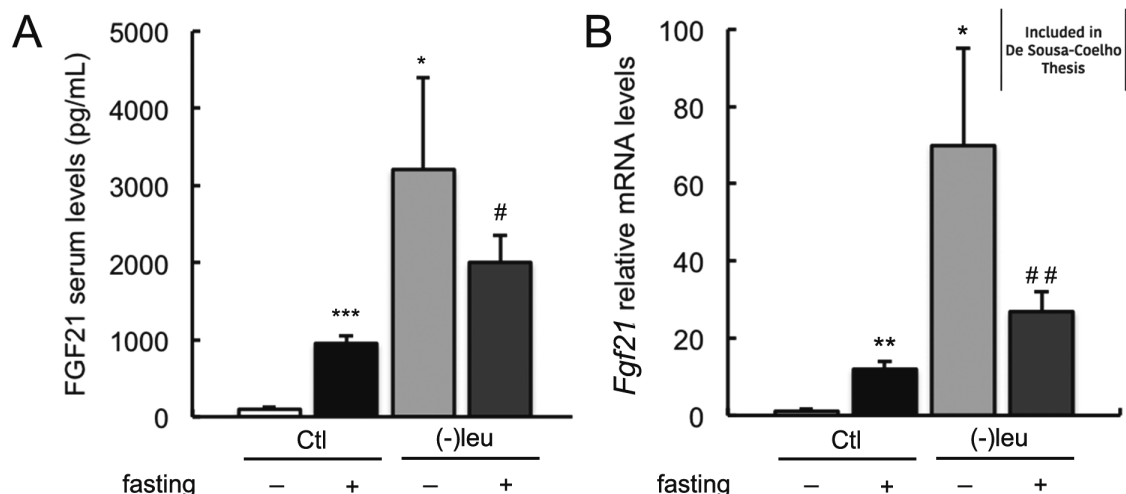 A
FGF21 serum levels (pg/mL)
5000
4000
3000
2000
1000
0
***
*
#
Ctl
(-)leu
fasting – + – +
B
Fgf21 relative mRNA levels
100
80
60
40
20
0
**
*
##
Ctl
(-)leu
fasting – + – +
Included in
De Sousa-Coelho
Thesis